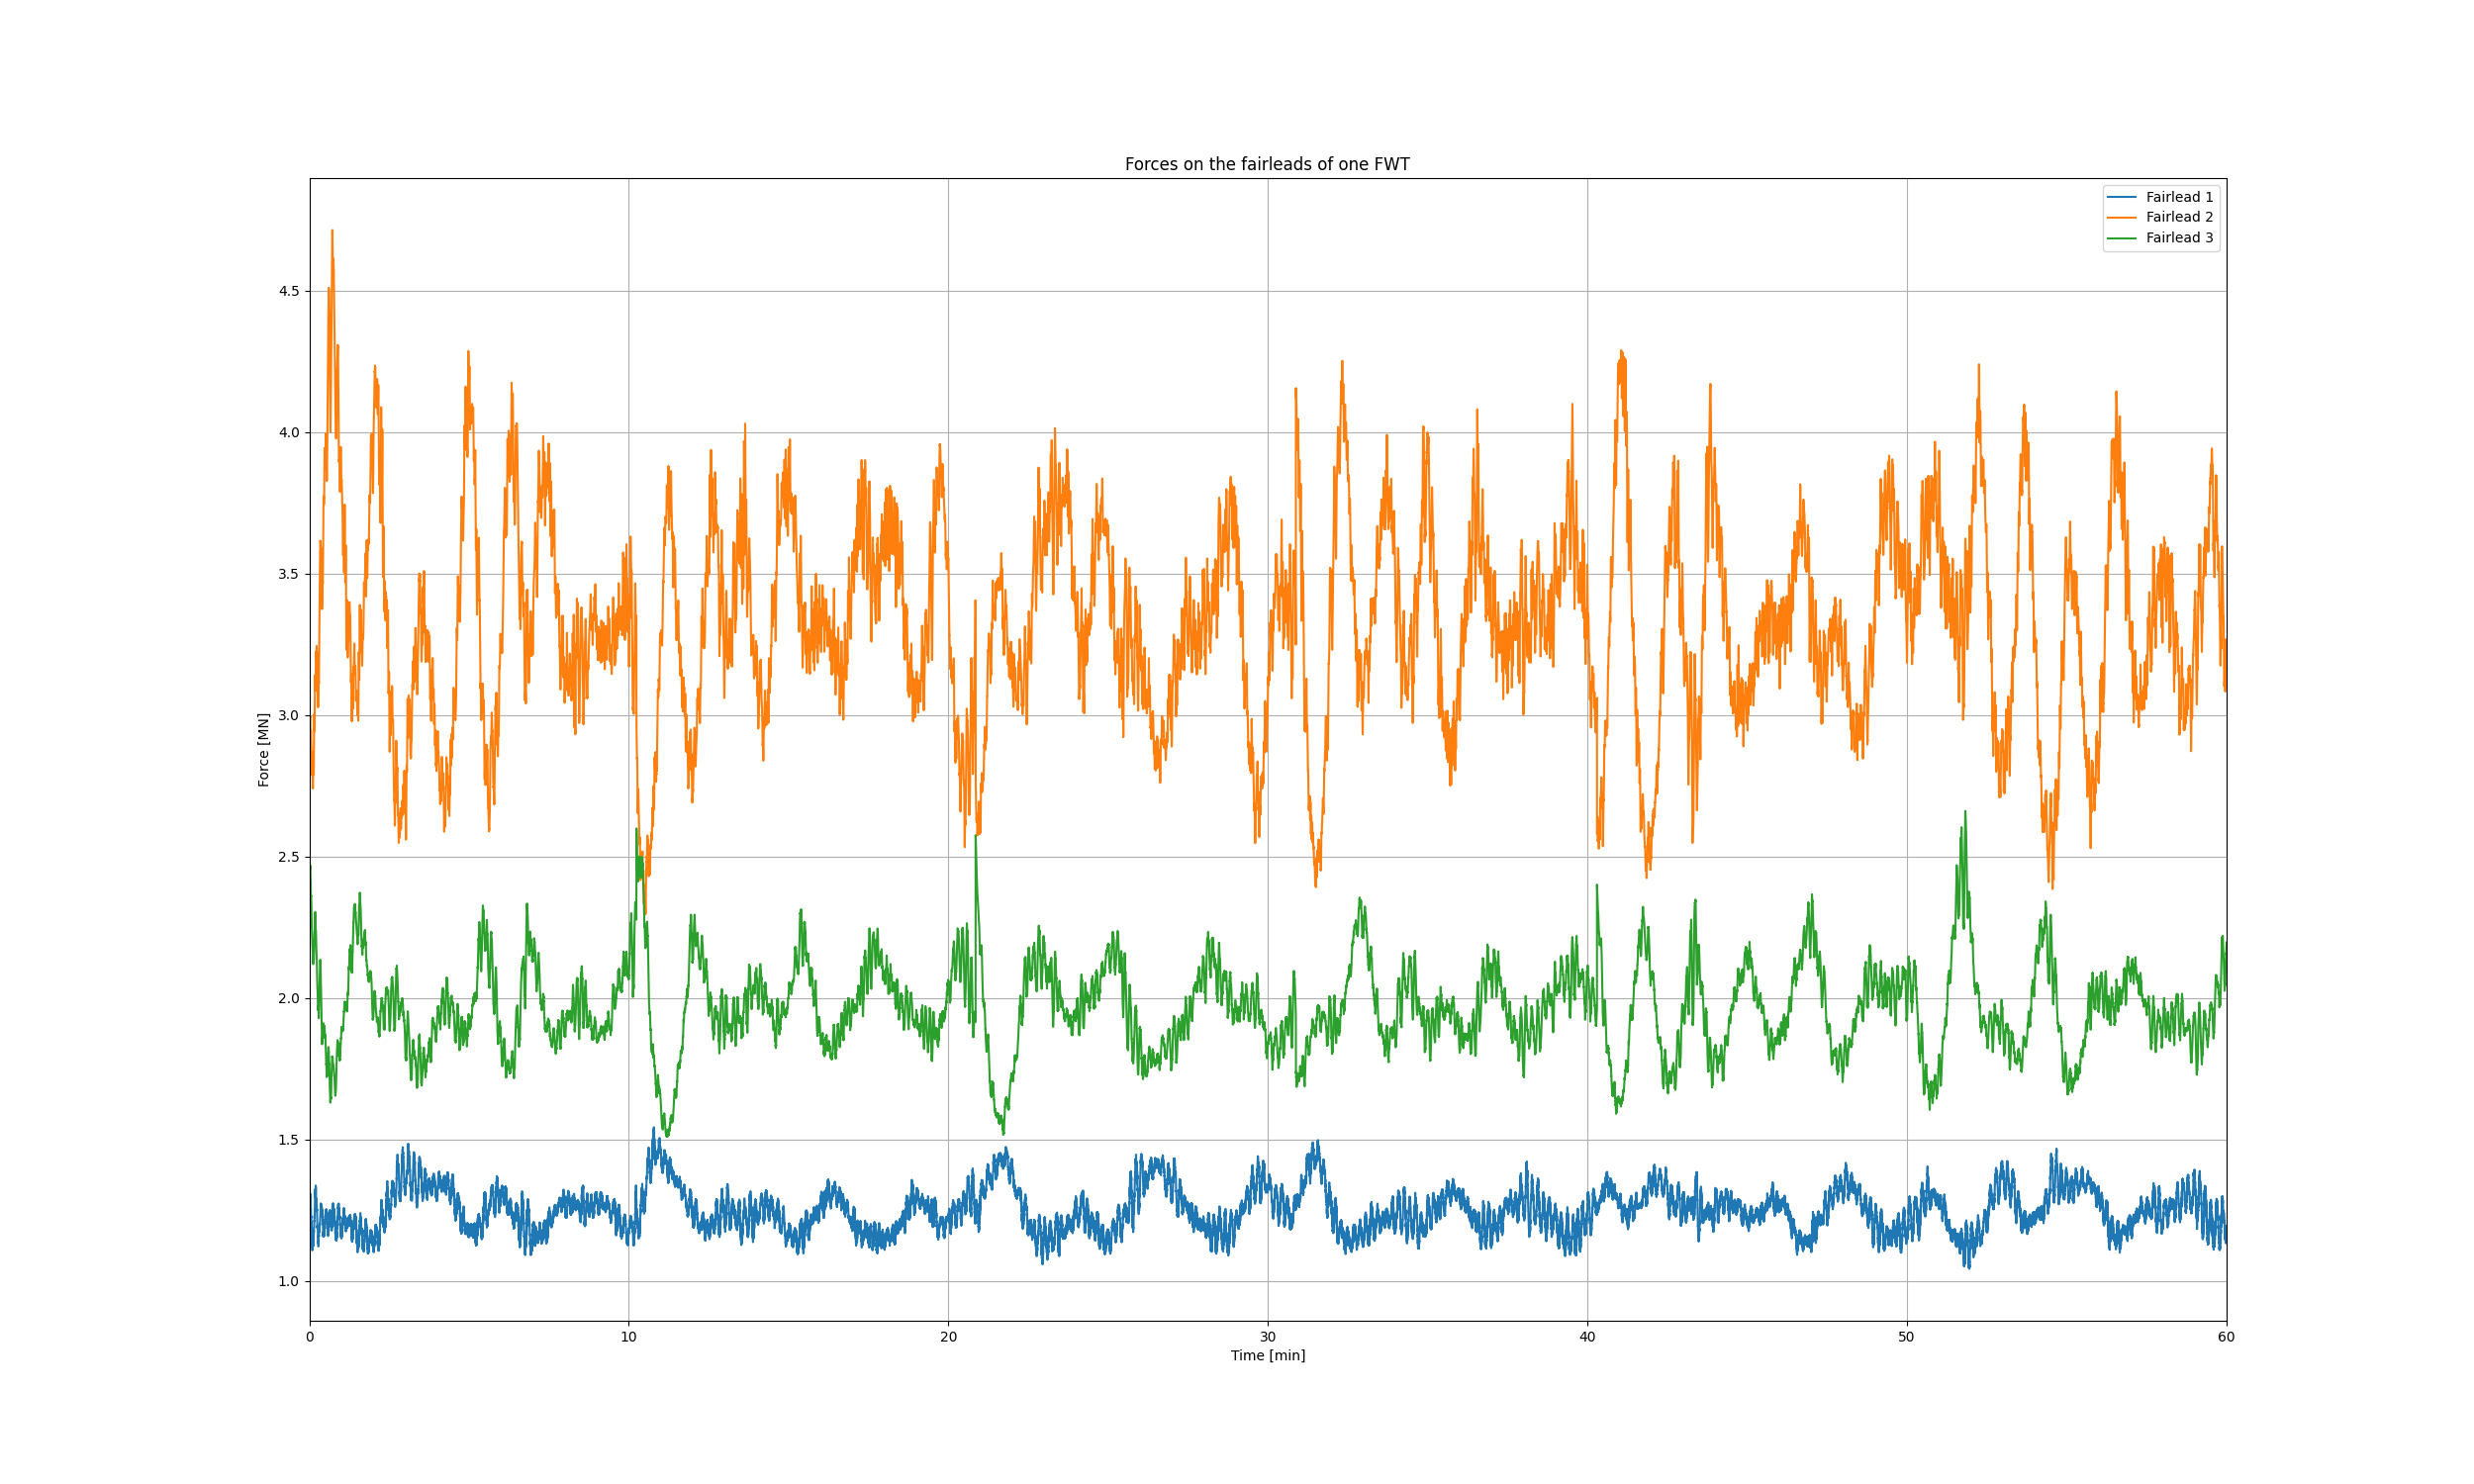 Forces on the fairleads of one FWT
Fairlead 1
Fairlead 2
Fairlead 3
Force [MN]
4.5
4.0
3.5
3.0
2.5
2.0
1.5
1.0
0 10 20 30 40 50 60
Time [min]